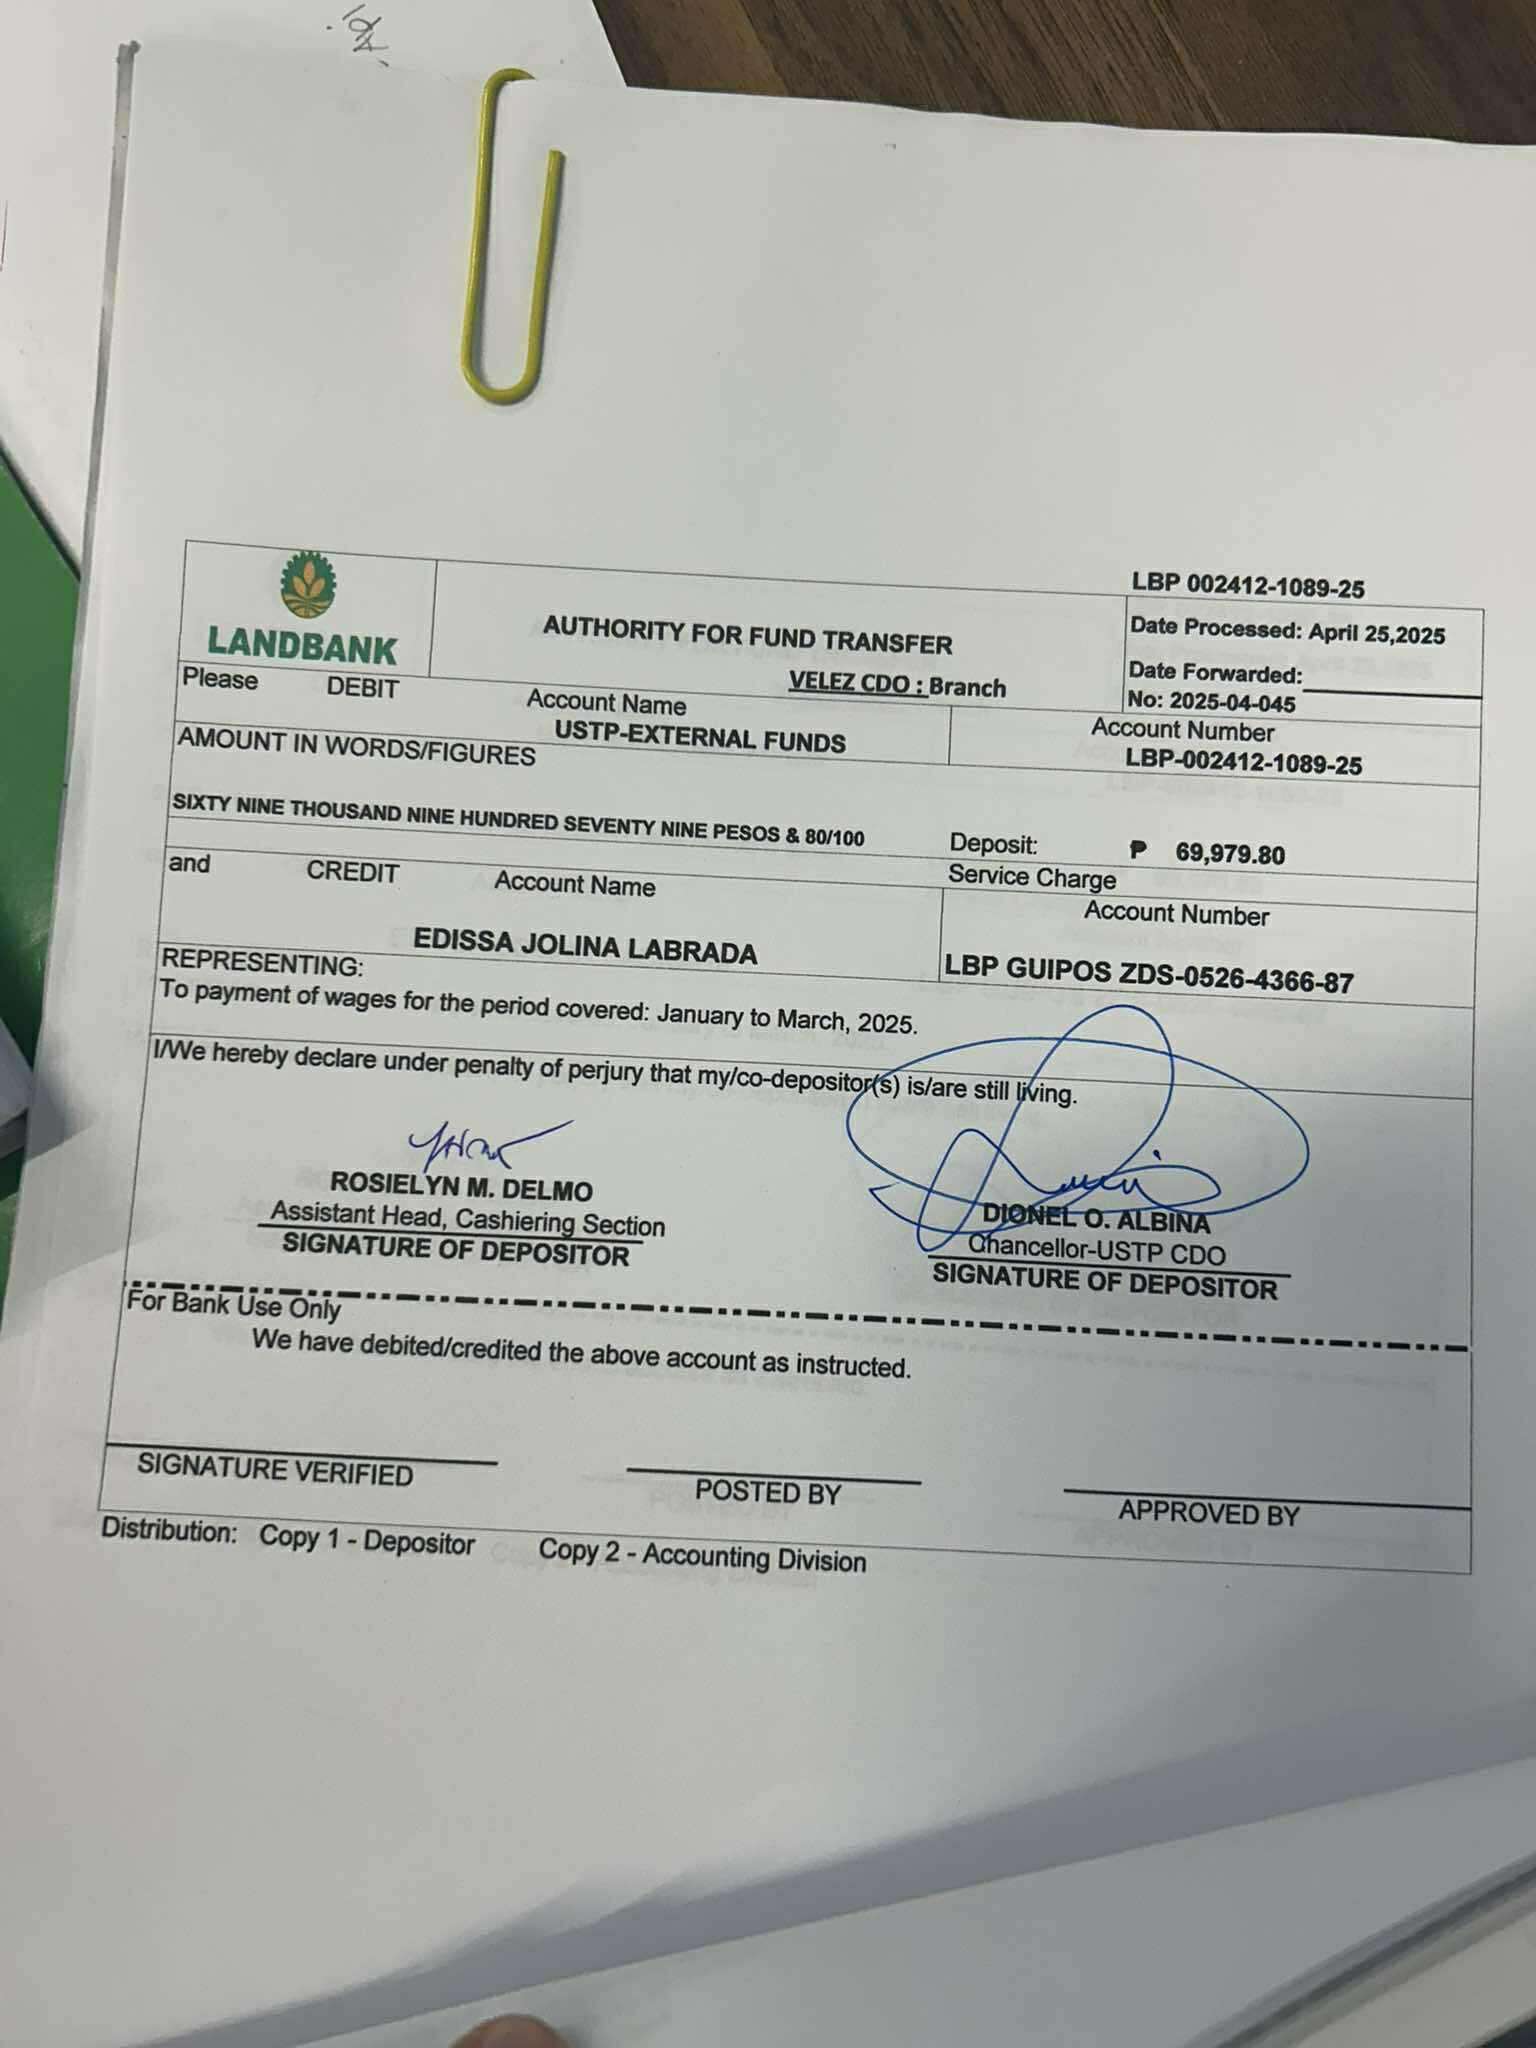 LBP 002412-1089-25
LANDBANK
AUTHORITY FOR FUND TRANSFER
VELEZ CDO : Branch
Date Processed: April 25,2025
Date Forwarded:
No: 2025-04-045
Please DEBIT Account Name
USTP-EXTERNAL FUNDS
Account Number
LBP-002412-1089-25
AMOUNT IN WORDS/FIGURES
SIXTY NINE THOUSAND NINE HUNDRED SEVENTY NINE PESOS & 80/100
Deposit: ₱ 69,979.80
Service Charge
and CREDIT Account Name
EDISSA JOLINA LABRADA
Account Number
LBP GUIPOS ZDS-0526-4366-87
REPRESENTING:
To payment of wages for the period covered: January to March, 2025.
I/We hereby declare under penalty of perjury that my/co-depositor(s) is/are still living.
ROSIELYN M. DELMO
Assistant Head, Cashiering Section
SIGNATURE OF DEPOSITOR
DIONEL O. ALBINA
Chancellor-USTP CDO
SIGNATURE OF DEPOSITOR
For Bank Use Only
We have debited/credited the above account as instructed.
SIGNATURE VERIFIED
POSTED BY
APPROVED BY
Distribution: Copy 1 - Depositor Copy 2 - Accounting Division